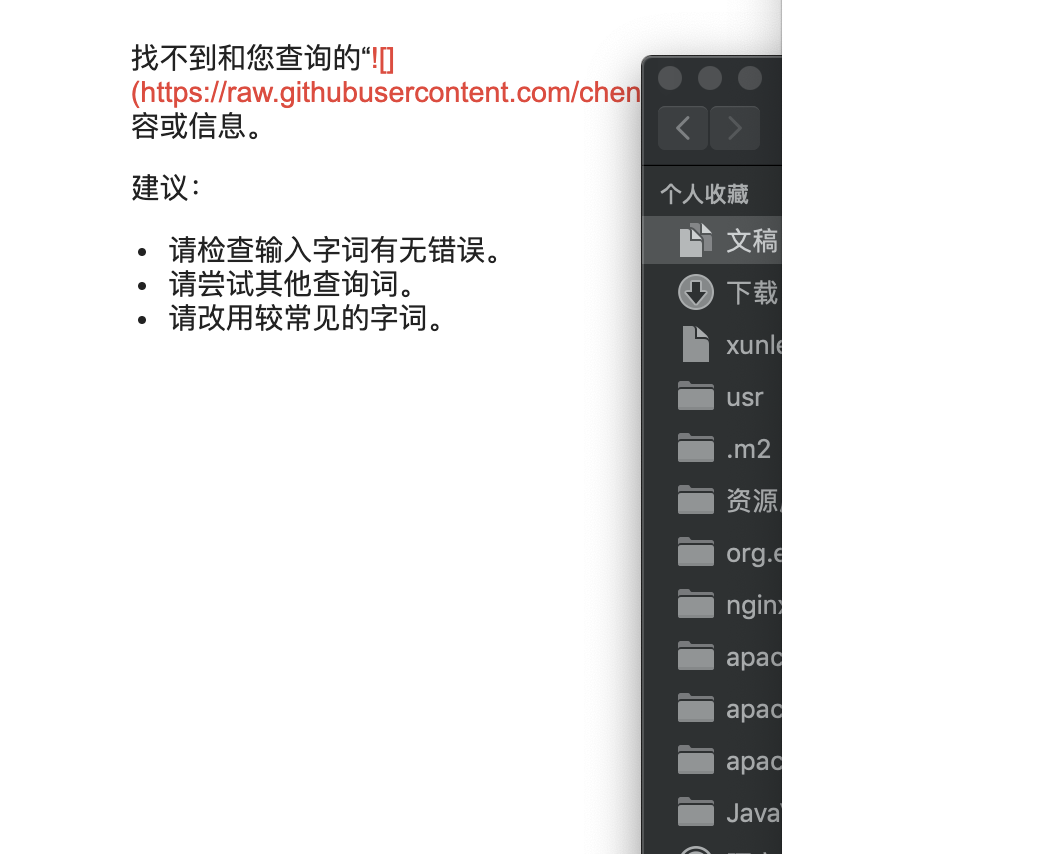 找不到和您查询的“![]
(https://raw.githubusercontent.com/chen
容或信息。
建议：
请检查输入字词有无错误。
请尝试其他查询词。
请改用较常见的字词。
个人收藏
文稿
下载
xunle
usr
.m2
资源
org.e
nginx
apac
apac
apac
Java